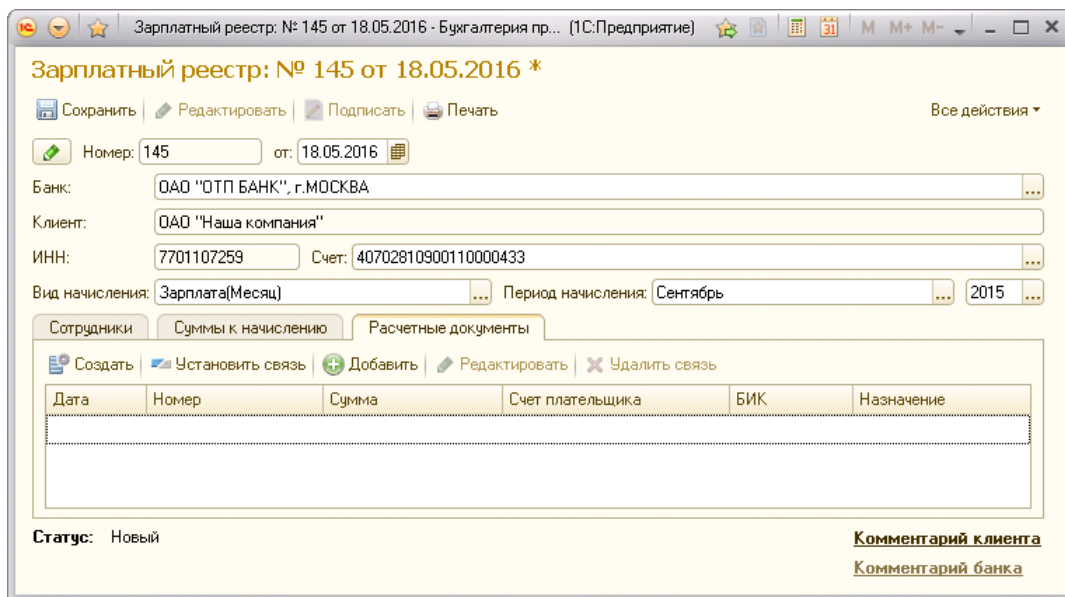 Зарплатный реестр: № 145 от 18.05.2016 - Бухгалтерия пр... (1С:Предприятие) 31 M M+ M-
Зарплатный реестр: № 145 от 18.05.2016 *
Сохранить Редактировать Подписать Печать Все действия
Номер: 145 от: 18.05.2016
Банк: ОАО "ОТП БАНК", г.МОСКВА ...
Клиент: ОАО "Наша компания"
ИНН: 7701107259 Счет: 40702810900110000433 ...
Вид начисления: Зарплата(Месяц) ... Период начисления: Сентябрь ... 2015 ...
Сотрудники Суммы к начислению Расчетные документы
Создать Установить связь Добавить Редактировать Удалить связь
Дата Номер Сумма Счет плательщика БИК Назначение
Статус: Новый Комментарий клиента
Комментарий банка